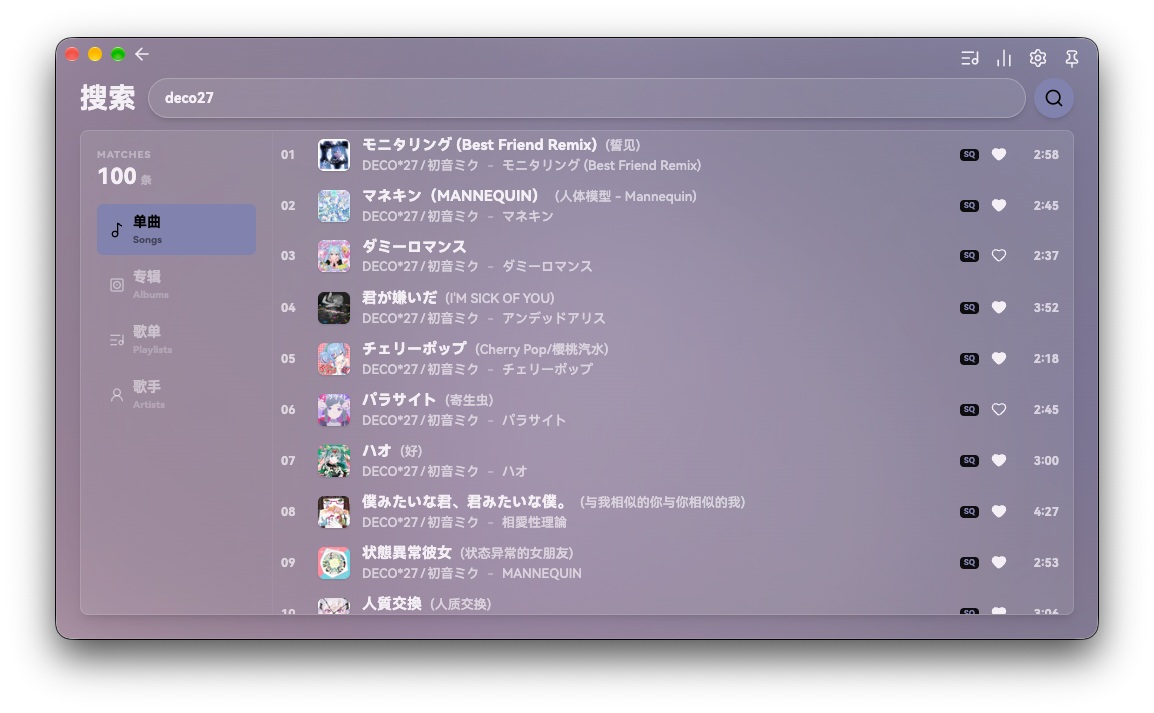 搜索
deco27
MATCHES
100 条
单曲
Songs
专辑
Albums
歌单
Playlists
歌手
Artists
01 モニタリング (Best Friend Remix) (誓见) SQ 2:58
DECO*27 / 初音ミク – モニタリング (Best Friend Remix)
02 マネキン（MANNEQUIN） (人体模型 - Mannequin) SQ 2:45
DECO*27 / 初音ミク – マネキン
03 ダミーロマンス SQ 2:37
DECO*27 / 初音ミク – ダミーロマンス
04 君が嫌いだ (I'M SICK OF YOU) SQ 3:52
DECO*27 / 初音ミク – アンデッドアリス
05 チェリーポップ (Cherry Pop/樱桃汽水) SQ 2:18
DECO*27 / 初音ミク – チェリーポップ
06 パラサイト (寄生虫) SQ 2:45
DECO*27 / 初音ミク – パラサイト
07 ハオ (好) SQ 3:00
DECO*27 / 初音ミク – ハオ
08 僕みたいな君、君みたいな僕。 (与我相似的你与你相似的我) SQ 4:27
DECO*27 / 初音ミク – 相愛性理論
09 状態異常彼女 (状态异常的女朋友) SQ 2:53
DECO*27 / 初音ミク – MANNEQUIN
10 人質交換 (人质交换) SQ 3:06